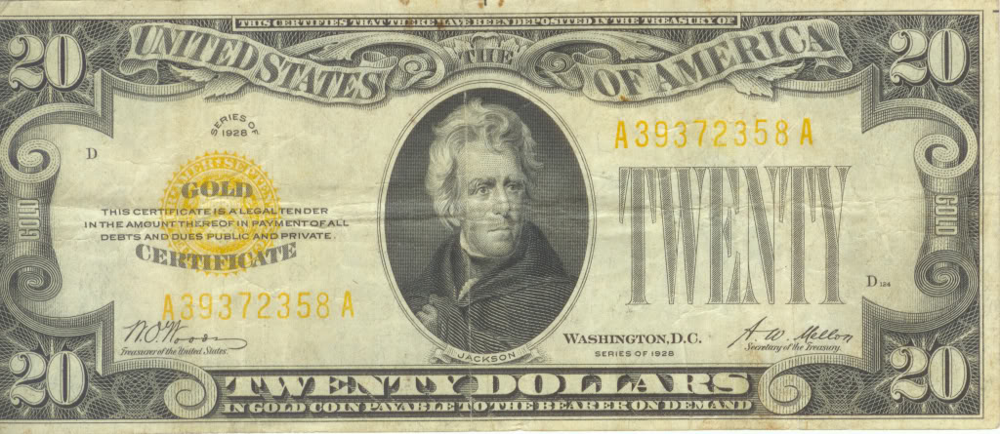 THIS CERTIFIES THAT THERE HAVE BEEN DEPOSITED IN THE TREASURY OF
20 UNITED STATES THE OF AMERICA 20
SERIES OF
1928
A39372358A
D
GOLD
THIS CERTIFICATE IS A LEGAL TENDER
IN THE AMOUNT THEREOF IN PAYMENT OF ALL
DEBTS AND DUES PUBLIC AND PRIVATE.
CERTIFICATE
GOLD
TWENTY
GOLD
D 124
A39372358A
W.O. Woods
Treasurer of the United States.
JACKSON
WASHINGTON, D.C.
SERIES OF 1928
A. W. Mellon
Secretary of the Treasury.
20 TWENTY DOLLARS 20
IN GOLD COIN PAYABLE TO THE BEARER ON DEMAND